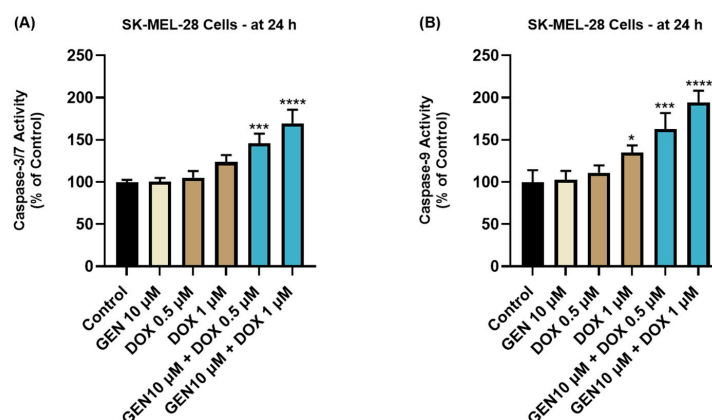 (A)
SK-MEL-28 Cells - at 24 h
Caspase-3/7 Activity
(% of Control)
250
200
150
100
50
0
***
****
Control
GEN 10 µM
DOX 0.5 µM
DOX 1 µM
GEN10 µM + DOX 0.5 µM
GEN10 µM + DOX 1 µM
(B)
SK-MEL-28 Cells - at 24 h
Caspase-9 Activity
(% of Control)
250
200
150
100
50
0
*
***
****
Control
GEN 10 µM
DOX 0.5 µM
DOX 1 µM
GEN10 µM + DOX 0.5 µM
GEN10 µM + DOX 1 µM